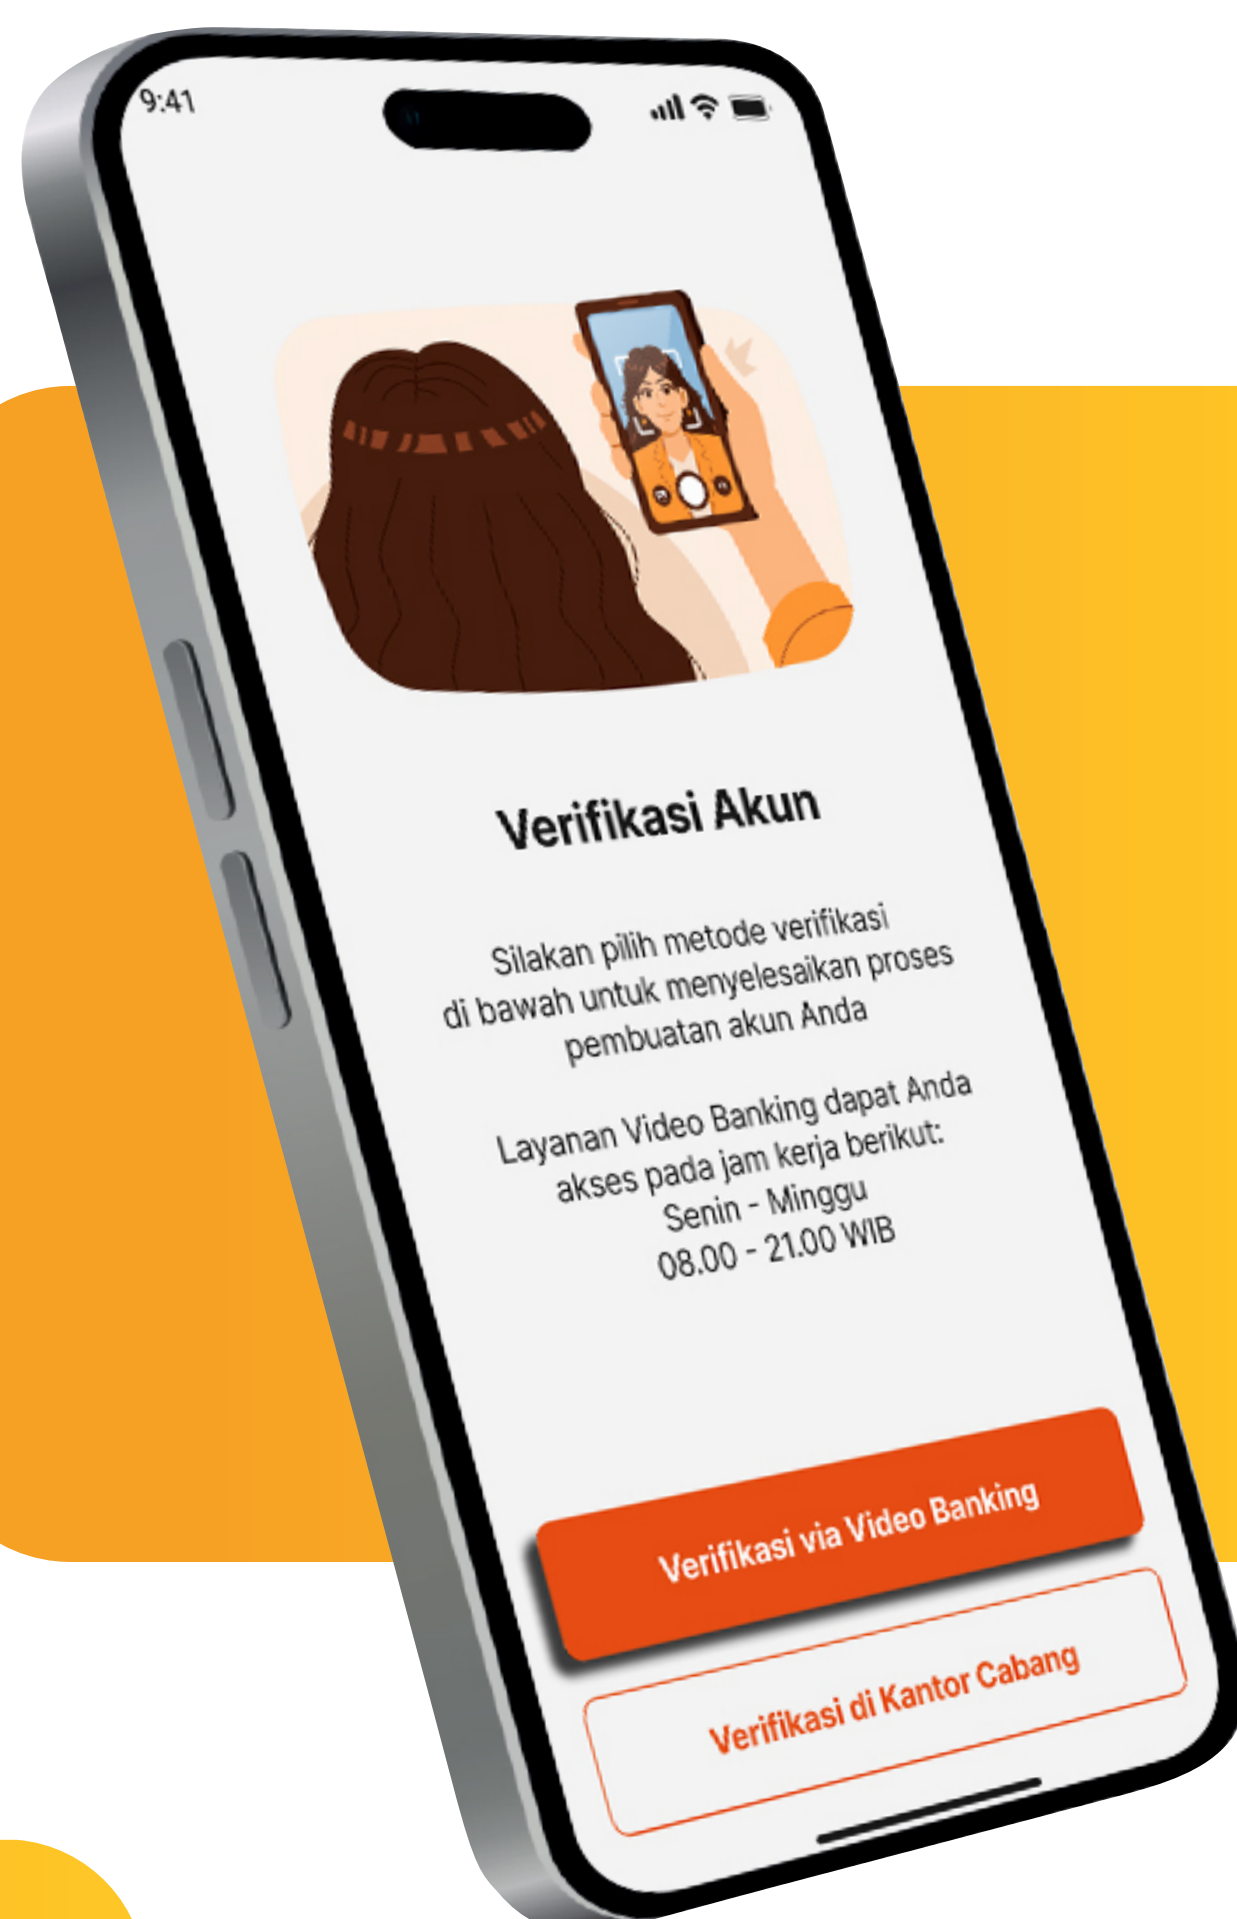 9:41
Verifikasi Akun
Silakan pilih metode verifikasi
di bawah untuk menyelesaikan proses
pembuatan akun Anda
Layanan Video Banking dapat Anda
akses pada jam kerja berikut:
Senin - Minggu
08.00 - 21.00 WIB
Verifikasi via Video Banking
Verifikasi di Kantor Cabang